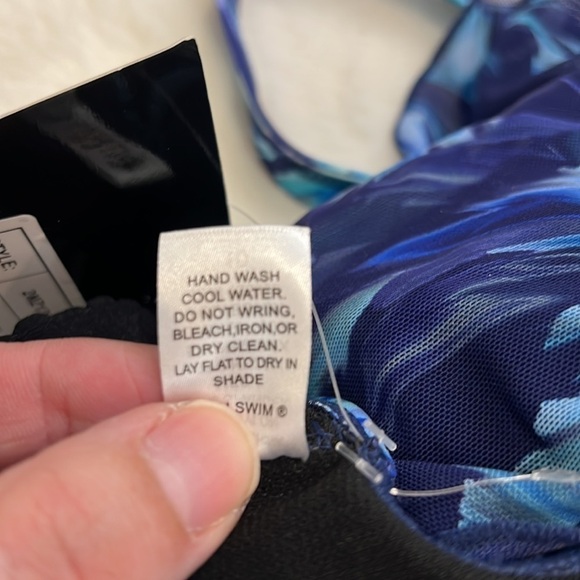 STYLE:
HAND WASH
COOL WATER.
DO NOT WRING,
BLEACH,IRON,OR
DRY CLEAN.
LAY FLAT TO DRY IN
SHADE
SWIM ®